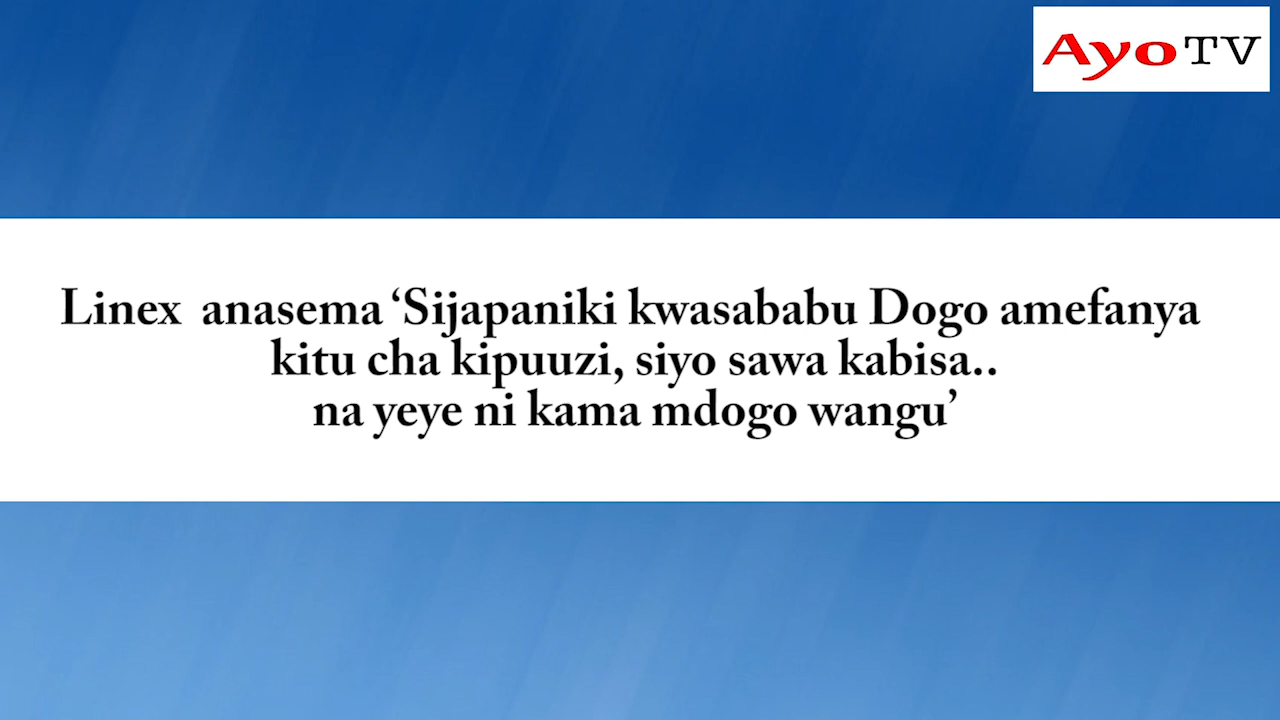 AyoTV
Linex anasema ‘Sijapaniki kwasababu Dogo amefanya
kitu cha kipuuzi, siyo sawa kabisa..
na yeye ni kama mdogo wangu’